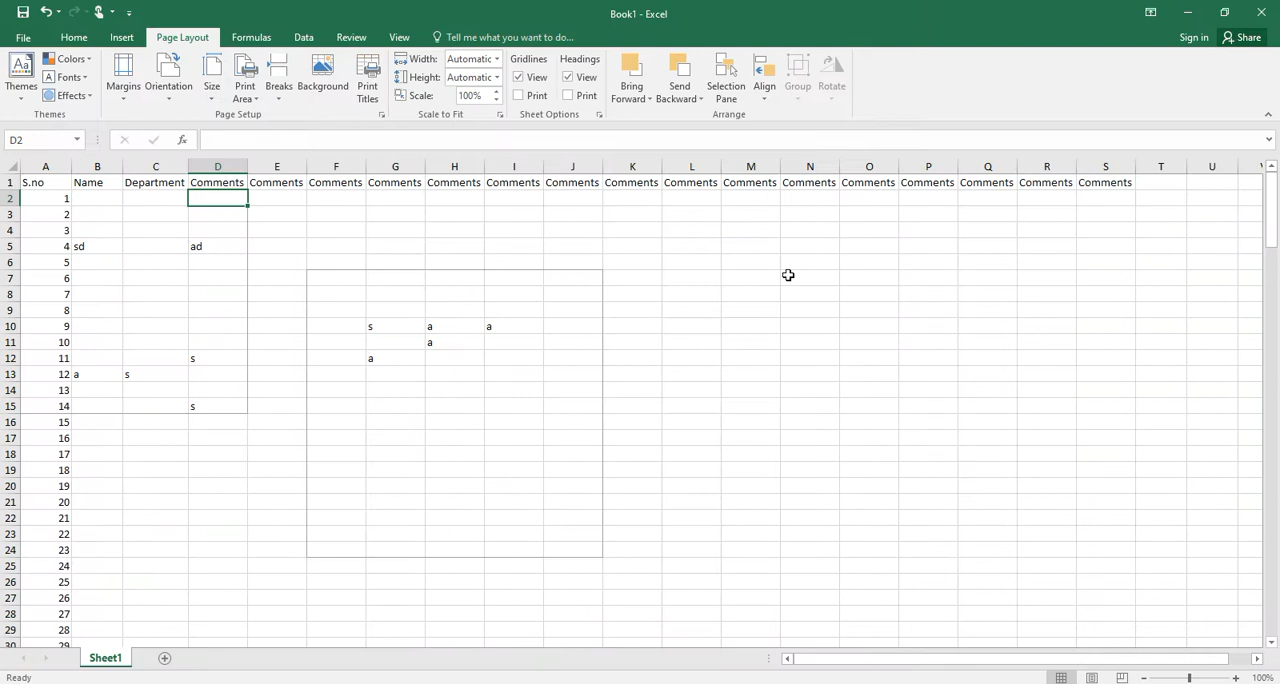 Book1 - Excel
File Home Insert Page Layout Formulas Data Review View Tell me what you want to do... Sign in Share
Colors Width: Automatic Gridlines Headings
Fonts Height: Automatic View View
Effects Scale: 100% Print Print
Themes Margins Orientation Size Print Area Breaks Background Print Titles Bring Forward Send Backward Selection Pane Align Group Rotate
Themes Page Setup Scale to Fit Sheet Options Arrange
D2 fx
A B C D E F G H I J K L M N O P Q R S T U
1 S.no Name Department Comments Comments Comments Comments Comments Comments Comments Comments Comments Comments Comments Comments Comments Comments Comments Comments
2 1
3 2
4 3
5 4 sd ad
6 5
7 6
8 7
9 8
10 9 s a a
11 10 a
12 11 s a
13 12 a s
14 13
15 14 s
16 15
17 16
18 17
19 18
20 19
21 20
22 21
23 22
24 23
25 24
26 25
27 26
28 27
29 28
30 29
Sheet1
Ready 100%